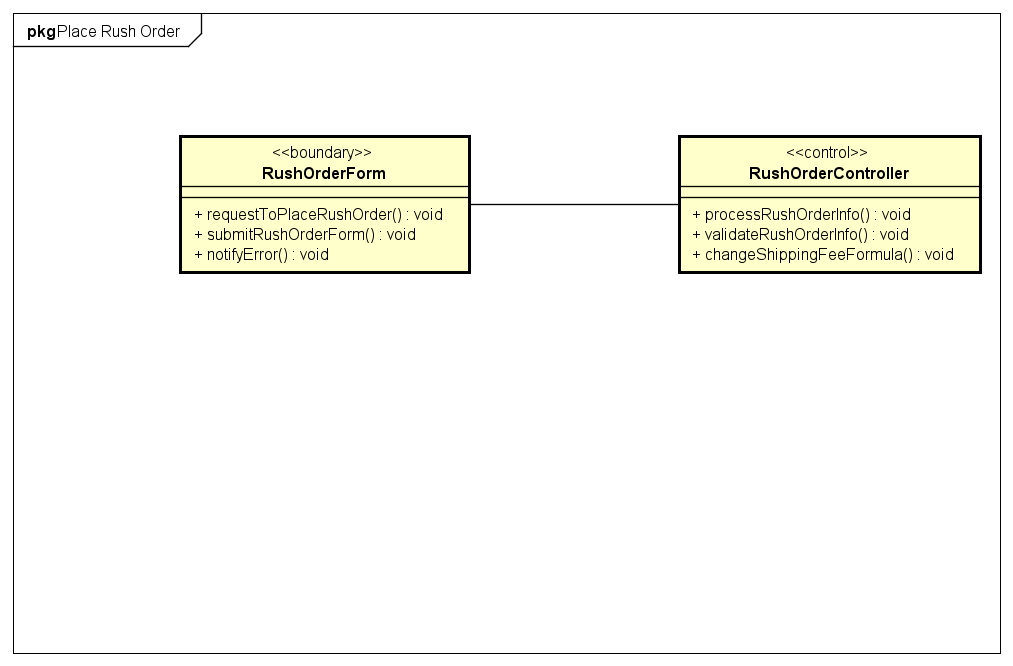 pkgPlace Rush Order
<<boundary>>
RushOrderForm
+ requestToPlaceRushOrder() : void
+ submitRushOrderForm() : void
+ notifyError() : void
<<control>>
RushOrderController
+ processRushOrderInfo() : void
+ validateRushOrderInfo() : void
+ changeShippingFeeFormula() : void